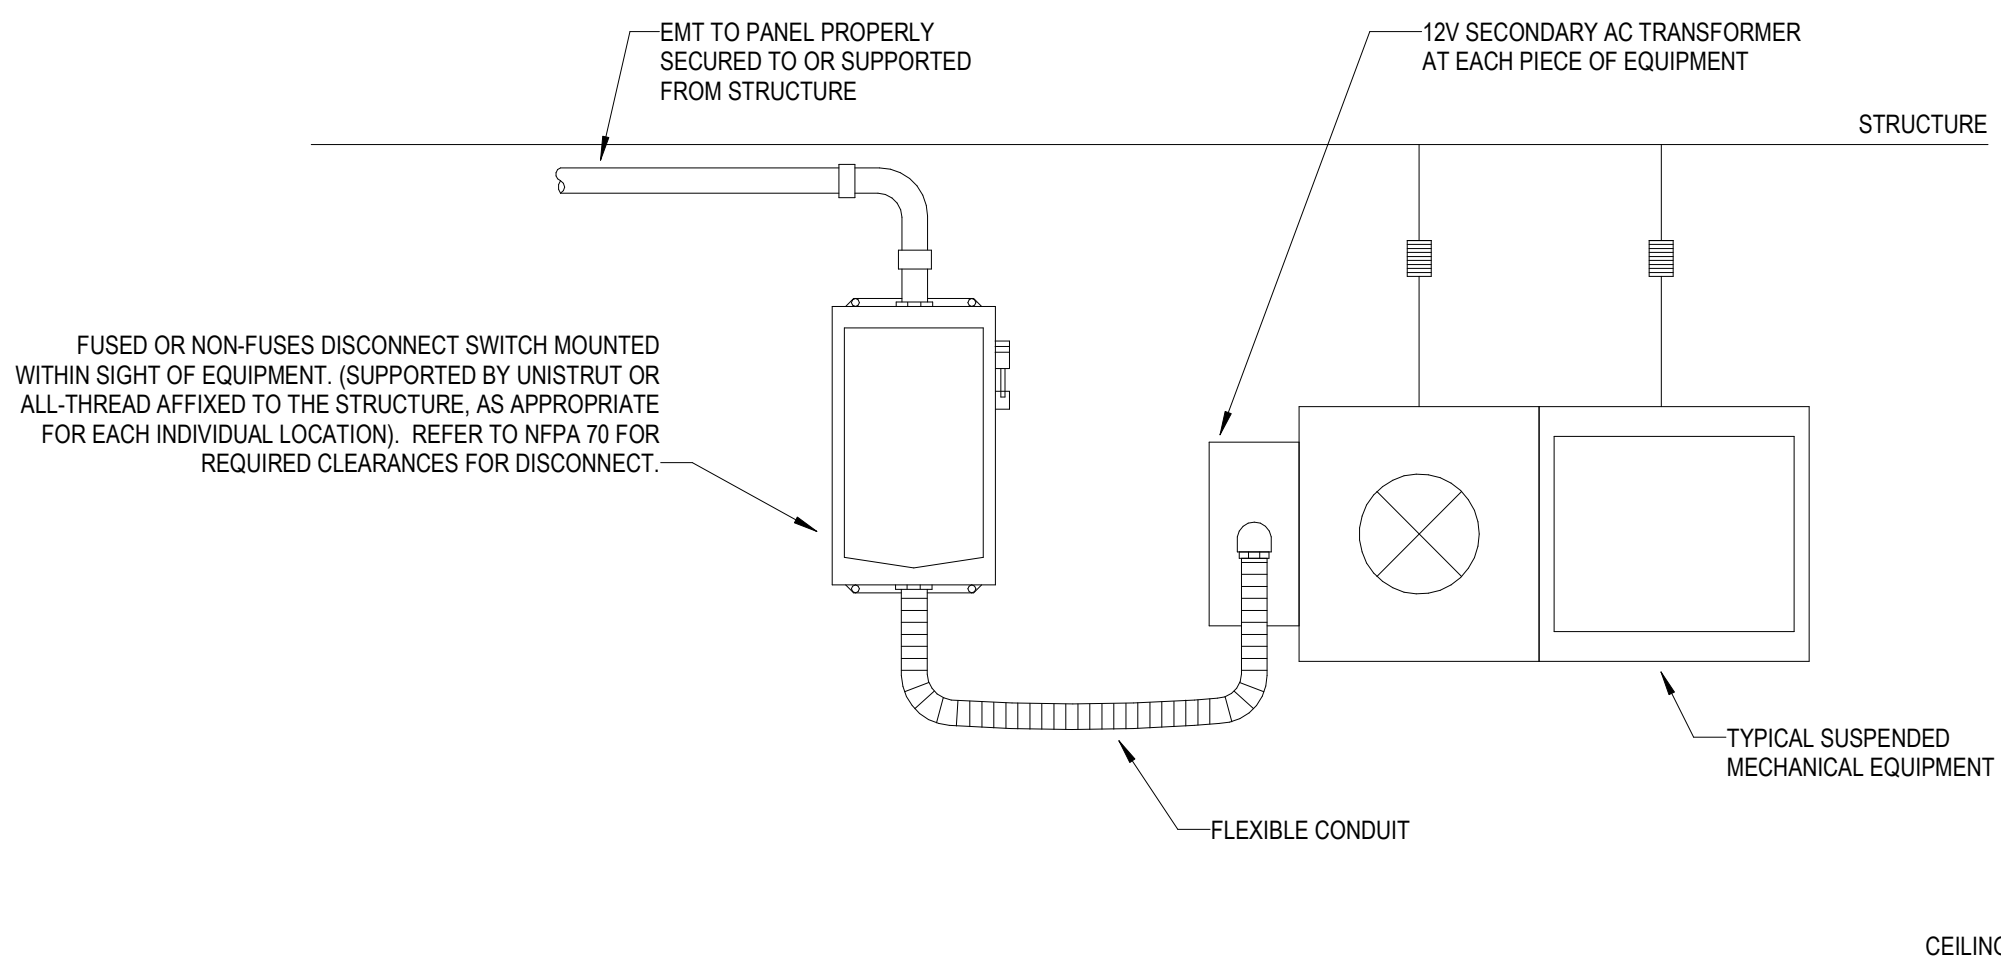 EMT TO PANEL PROPERLY
SECURED TO OR SUPPORTED
FROM STRUCTURE
12V SECONDARY AC TRANSFORMER
AT EACH PIECE OF EQUIPMENT
STRUCTURE
FUSED OR NON-FUSES DISCONNECT SWITCH MOUNTED
WITHIN SIGHT OF EQUIPMENT. (SUPPORTED BY UNISTRUT OR
ALL-THREAD AFFIXED TO THE STRUCTURE, AS APPROPRIATE
FOR EACH INDIVIDUAL LOCATION).  REFER TO NFPA 70 FOR
REQUIRED CLEARANCES FOR DISCONNECT.
TYPICAL SUSPENDED
MECHANICAL EQUIPMENT
FLEXIBLE CONDUIT
CEILING